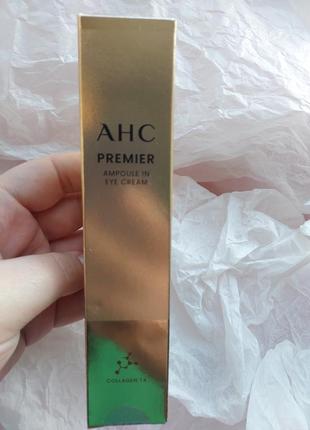 AHC
PREMIER
AMPOULE IN
EYE CREAM
COLLAGEN T4